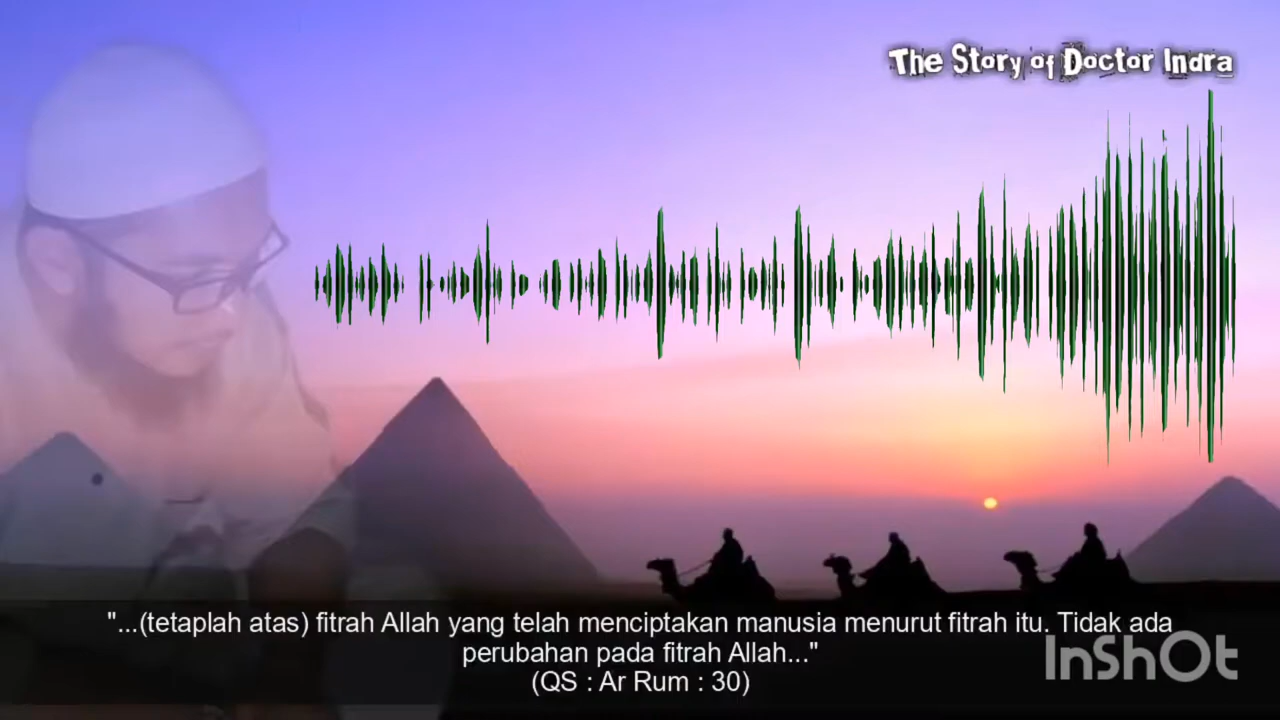 The Story of Doctor Indra
"...(tetaplah atas) fitrah Allah yang telah menciptakan manusia menurut fitrah itu. Tidak ada
perubahan pada fitrah Allah..."
(QS : Ar Rum : 30)
InShOt